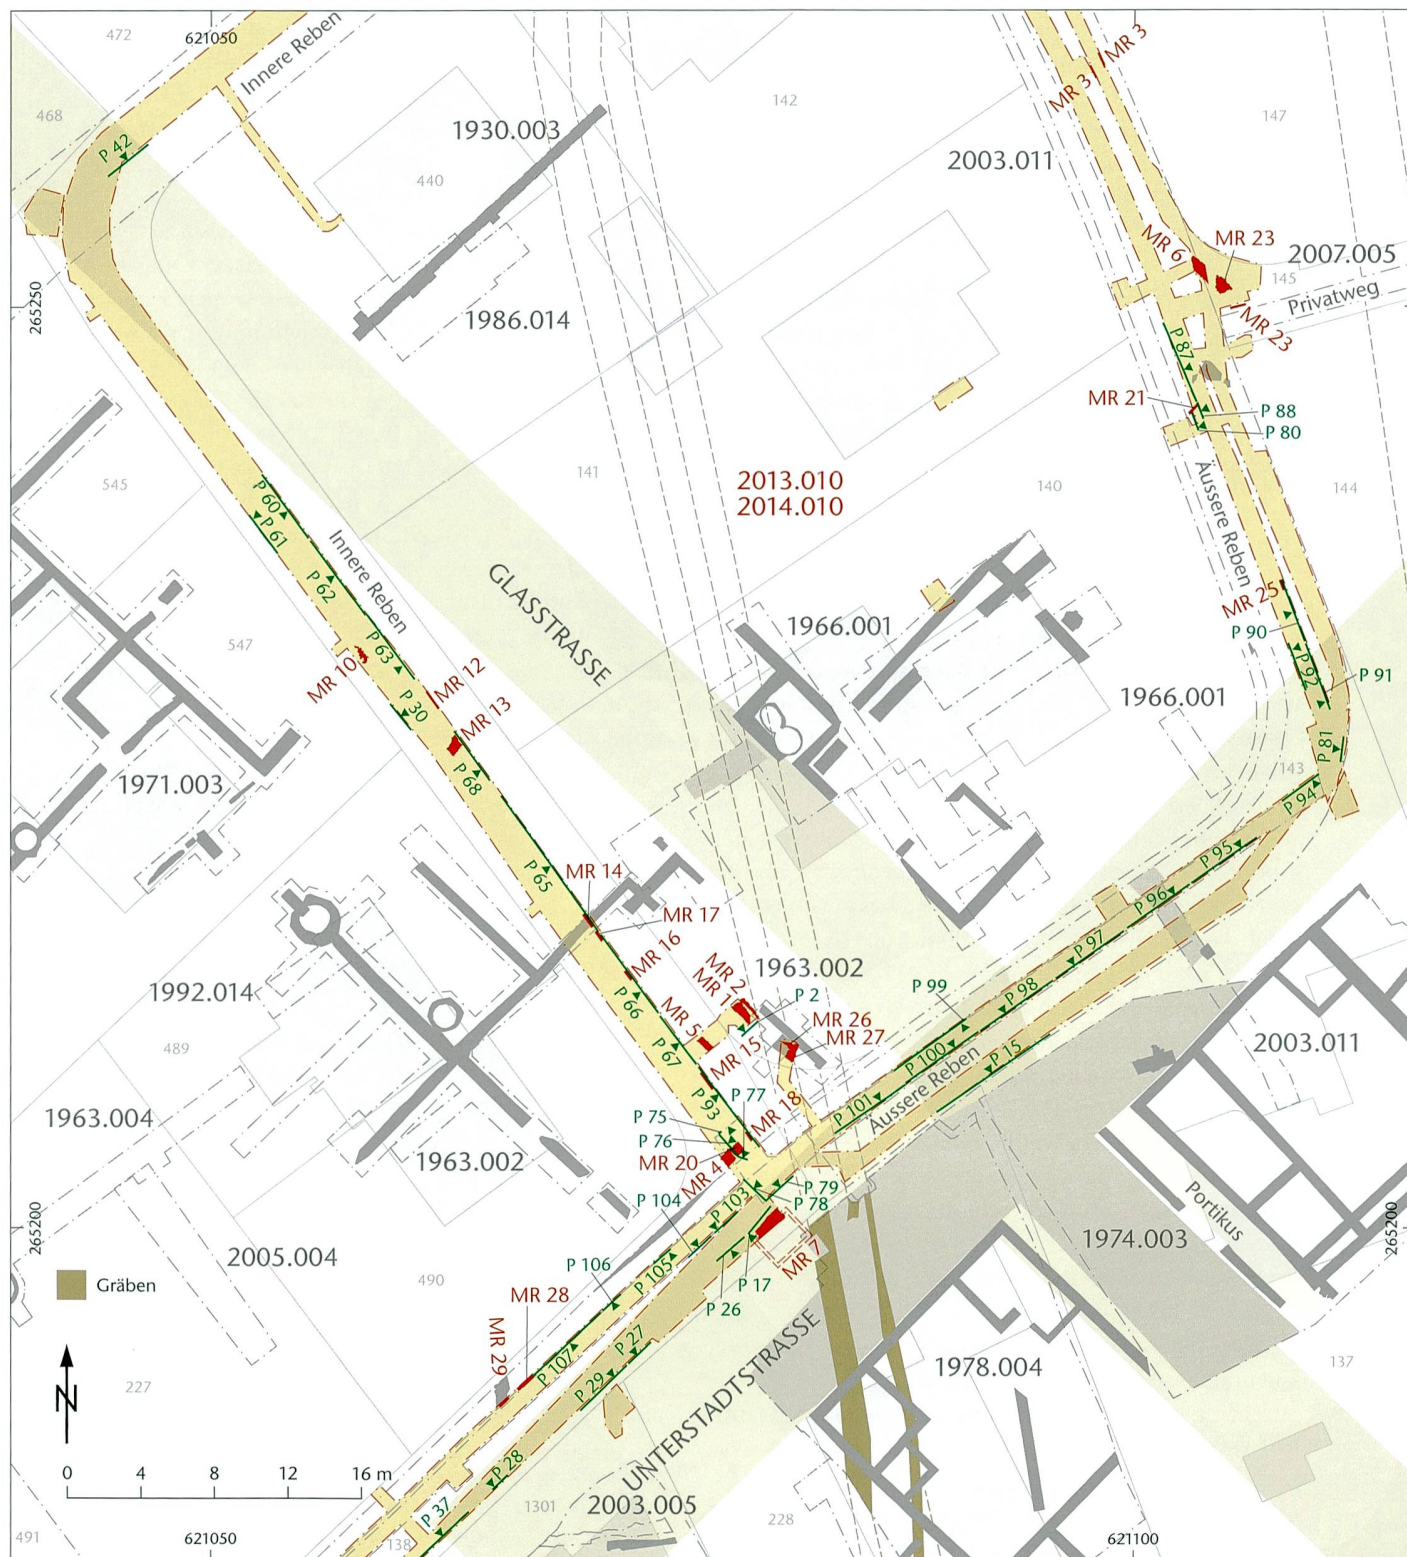 472
621050
Innere Reben
142
MR 3
MR 3
468
P 42
1930.003
147
440
2003.011
MR 6
MR 23
2007.005
145
265250
1986.014
Privatweg
MR 23
P 87
MR 21
P 88
P 80
545
141
2013.010
2014.010
140
144
P 60
P 61
Innere Reben
Äussere Reben
P 62
GLASSTRASSE
MR 25
547
P 63
1966.001
P 90
MR 10
MR 12
P 92
P 91
P 30
MR 13
1966.001
P 81
P 68
143
1971.003
P 94
P 95
P 65
MR 14
P 96
MR 17
MR 16
P 97
1963.002
MR 2
MR 1
P 2
P 98
P 99
1992.014
P 66
MR 5
MR 26
MR 27
489
P 67
MR 15
P 100
P 15
2003.011
Äussere Reben
P 93
P 77
P 101
1963.004
P 75
MR 18
P 76
1963.002
MR 20
MR 4
P 79
P 78
P 104
P 103
Portikus
265200
265200
2005.004
1974.003
P 106
490
P 105
MR 7
P 17
Gräben
P 26
MR 28
MR 29
P 27
UNTERSTADTSTRASSE
P 107
1978.004
137
N
227
P 29
0 4 8 12 16 m
P 28
1301
2003.005
228
P 37
491
621050
138
621100